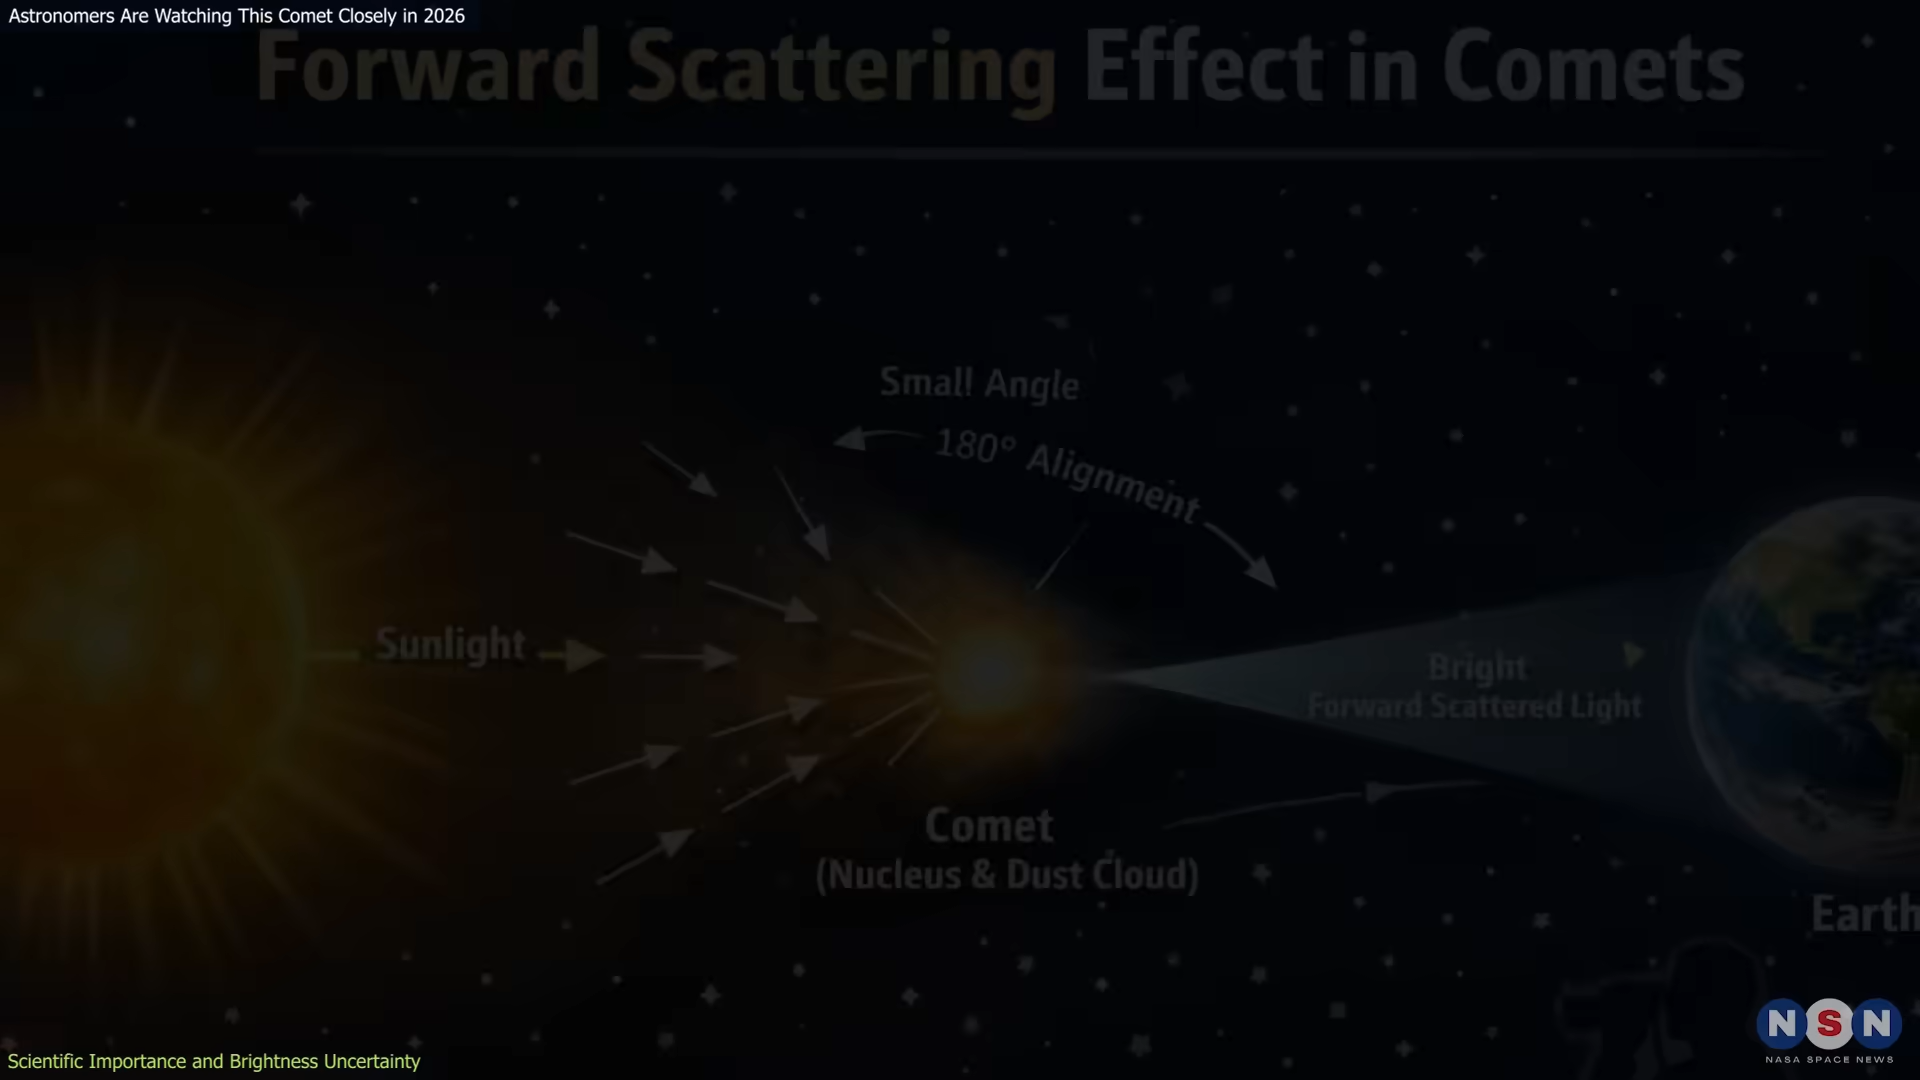 Astronomers Are Watching This Comet Closely in 2026
Forward Scattering Effect in Comets
Small Angle
180° Alignment
Sunlight
Bright
Forward Scattered Light
Comet
(Nucleus & Dust Cloud)
Earth
NSN
NASA SPACE NEWS
Scientific Importance and Brightness Uncertainty